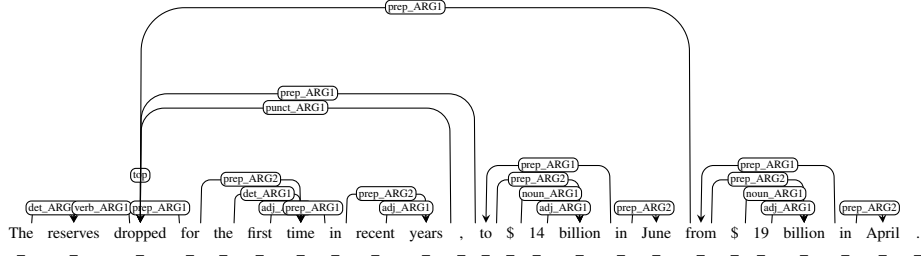 prep_ARG1
prep_ARG1
punct_ARG1
top
prep_ARG1 prep_ARG1
prep_ARG2 prep_ARG2 prep_ARG2
det_ARG1 prep_ARG2 noun_ARG1 noun_ARG1
det_ARG verb_ARG1 prep_ARG1 adj_ prep_ARG1 adj_ARG1 adj_ARG1 prep_ARG2 adj_ARG1 prep_ARG2
The reserves dropped for the first time in recent years , to $ 14 billion in June from $ 19 billion in April .
_ _ _ _ _ _ _ _ _ _ _ _ _ _ _ _ _ _ _ _ _ _ _ _